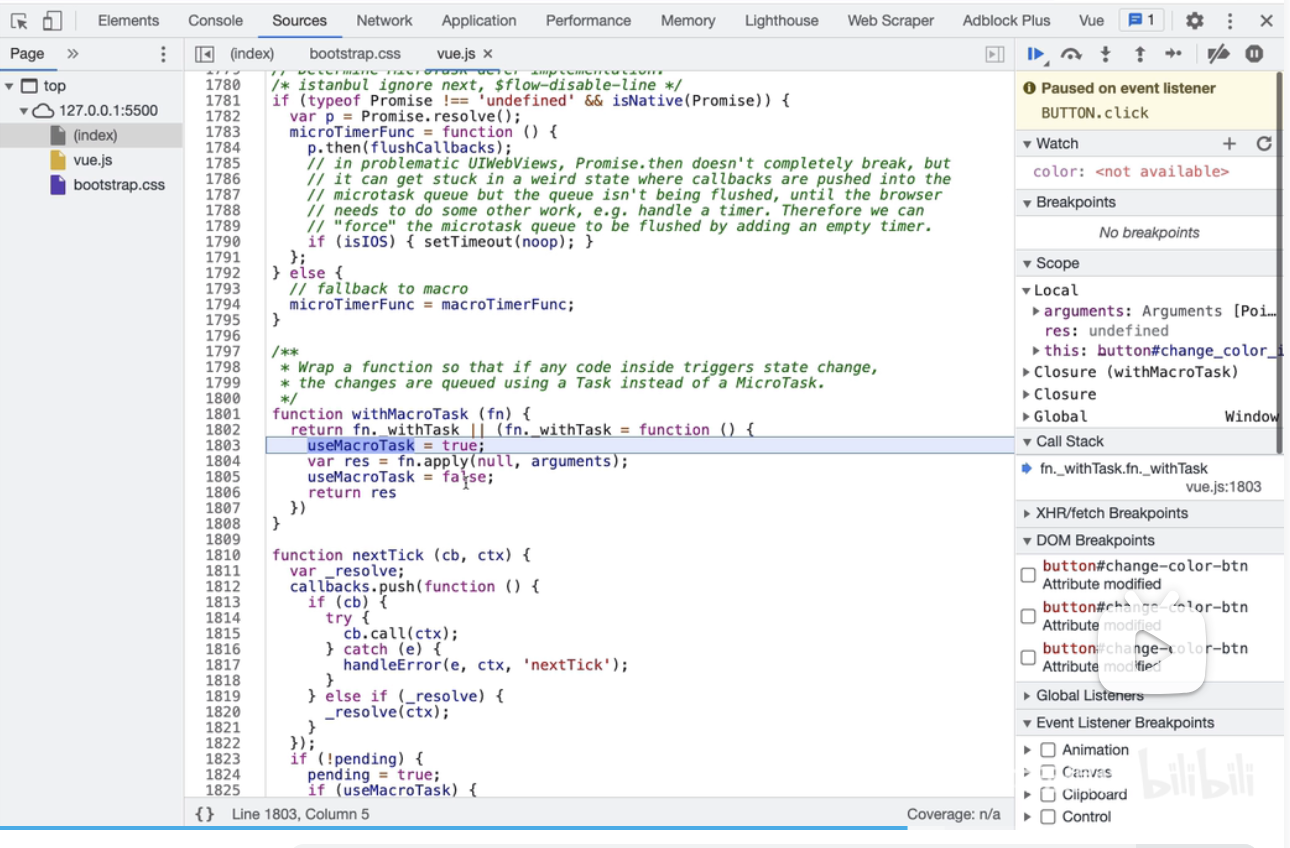 Elements Console Sources Network Application Performance Memory Lighthouse Web Scraper Adblock Plus Vue 1
Page (index) bootstrap.css vue.js
top
127.0.0.1:5500
(index)
vue.js
bootstrap.css
1779 // Determine MicroTask defer implementation.
1780 /* istanbul ignore next, $flow-disable-line */
1781 if (typeof Promise !== 'undefined' && isNative(Promise)) {
1782 var p = Promise.resolve();
1783 microTimerFunc = function () {
1784 p.then(flushCallbacks);
1785 // in problematic UIWebViews, Promise.then doesn't completely break, but
1786 // it can get stuck in a weird state where callbacks are pushed into the
1787 // microtask queue but the queue isn't being flushed, until the browser
1788 // needs to do some other work, e.g. handle a timer. Therefore we can
1789 // "force" the microtask queue to be flushed by adding an empty timer.
1790 if (isIOS) { setTimeout(noop); }
1791 };
1792 } else {
1793 // fallback to macro
1794 microTimerFunc = macroTimerFunc;
1795 }
1796
1797 /**
1798 * Wrap a function so that if any code inside triggers state change,
1799 * the changes are queued using a Task instead of a MicroTask.
1800 */
1801 function withMacroTask (fn) {
1802 return fn._withTask || (fn._withTask = function () {
1803 useMacroTask = true;
1804 var res = fn.apply(null, arguments);
1805 useMacroTask = false;
1806 return res
1807 })
1808 }
1809
1810 function nextTick (cb, ctx) {
1811 var _resolve;
1812 callbacks.push(function () {
1813 if (cb) {
1814 try {
1815 cb.call(ctx);
1816 } catch (e) {
1817 handleError(e, ctx, 'nextTick');
1818 }
1819 } else if (_resolve) {
1820 _resolve(ctx);
1821 }
1822 });
1823 if (!pending) {
1824 pending = true;
1825 if (useMacroTask) {
{} Line 1803, Column 5 Coverage: n/a
Paused on event listener
BUTTON.click
Watch
color: <not available>
Breakpoints
No breakpoints
Scope
Local
arguments: Arguments [Poi…
res: undefined
this: button#change_color_
Closure (withMacroTask)
Closure
Global Window
Call Stack
fn._withTask.fn._withTask
vue.js:1803
XHR/fetch Breakpoints
DOM Breakpoints
button#change-color-btn
Attribute modified
button#change-color-btn
Attribute modified
button#change-color-btn
Attribute modified
Global Listeners
Event Listener Breakpoints
Animation
Canvas
Clipboard
Control
bilibili